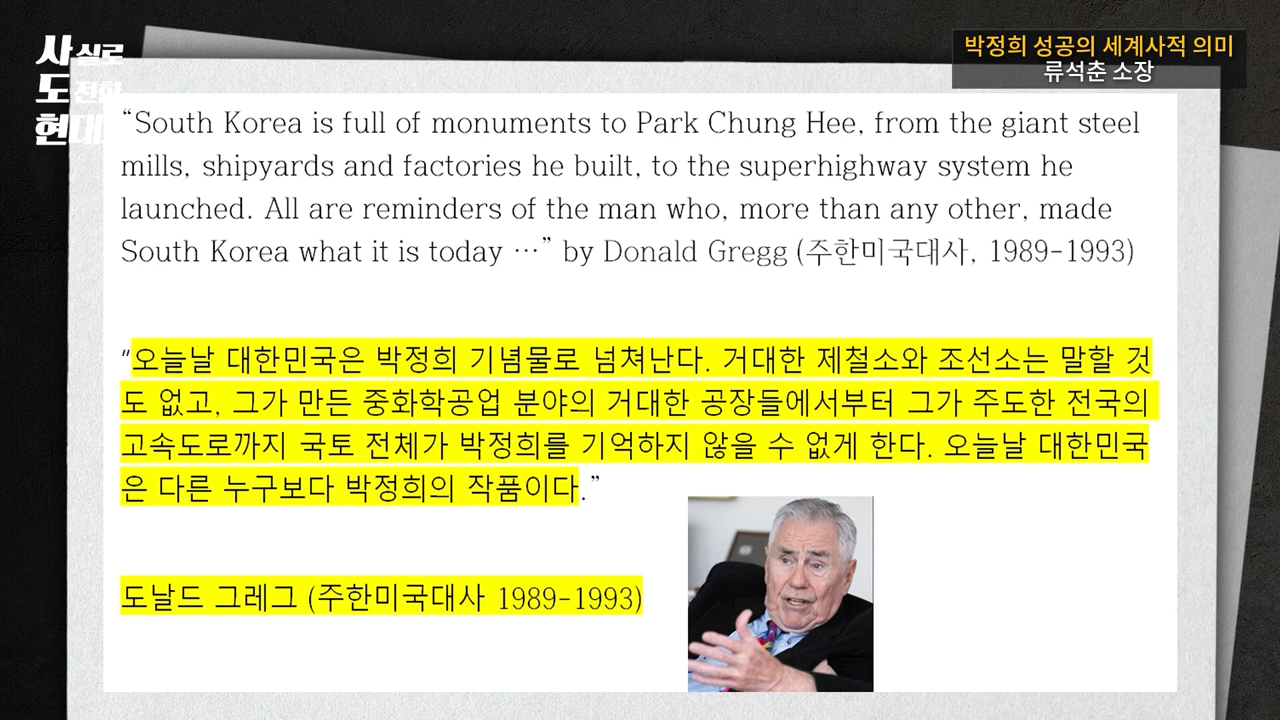 사실로
도전한
현대
박정희 성공의 세계사적 의미
류석춘 소장
“South Korea is full of monuments to Park Chung Hee, from the giant steel
mills, shipyards and factories he built, to the superhighway system he
launched. All are reminders of the man who, more than any other, made
South Korea what it is today …” by Donald Gregg (주한미국대사, 1989-1993)
"오늘날 대한민국은 박정희 기념물로 넘쳐난다. 거대한 제철소와 조선소는 말할 것
도 없고, 그가 만든 중화학공업 분야의 거대한 공장들에서부터 그가 주도한 전국의
고속도로까지 국토 전체가 박정희를 기억하지 않을 수 없게 한다. 오늘날 대한민국
은 다른 누구보다 박정희의 작품이다.”
도날드 그레그 (주한미국대사 1989-1993)